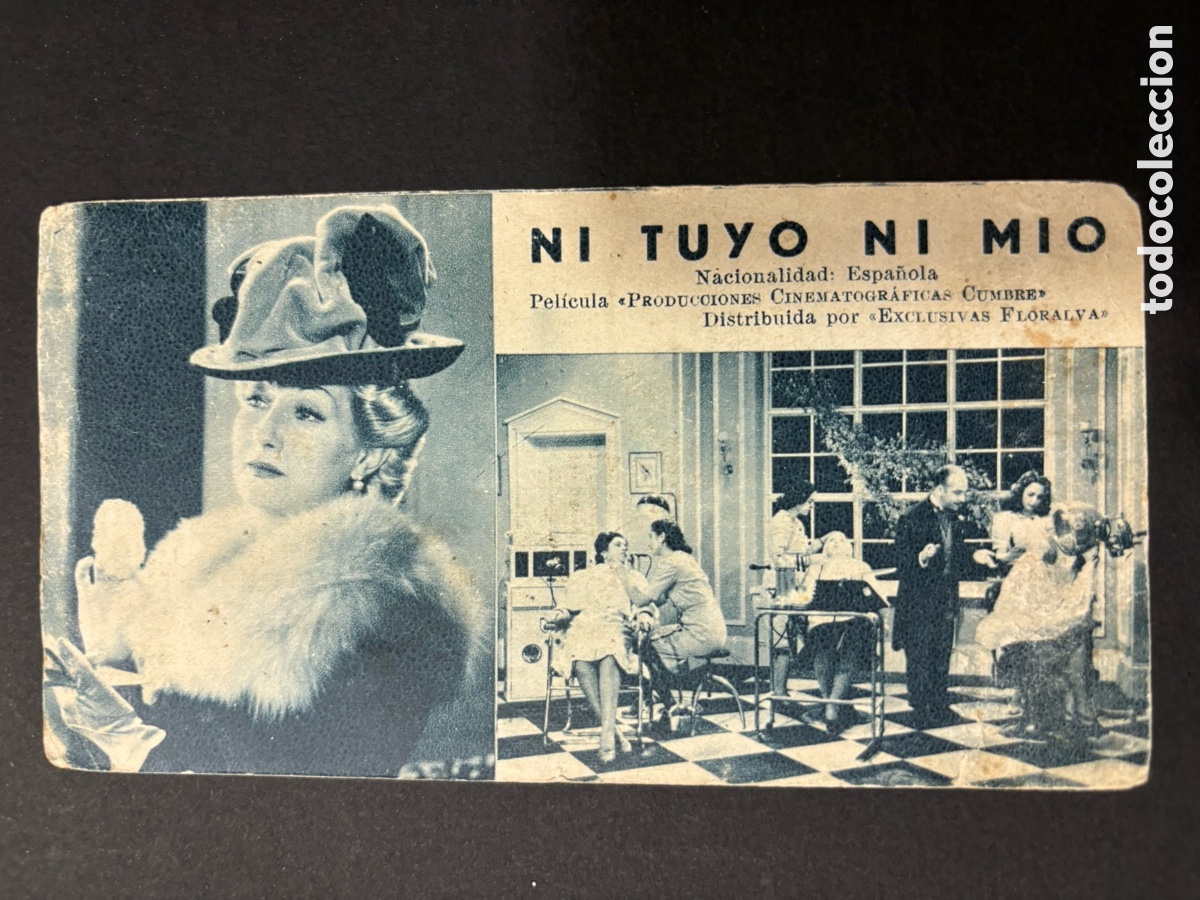 NI TUYO NI MIO
Nacionalidad: Española
Película «PRODUCCIONES CINEMATOGRÁFICAS CUMBRE»
Distribuida por «EXCLUSIVAS FLORALVA»
todocoleccion